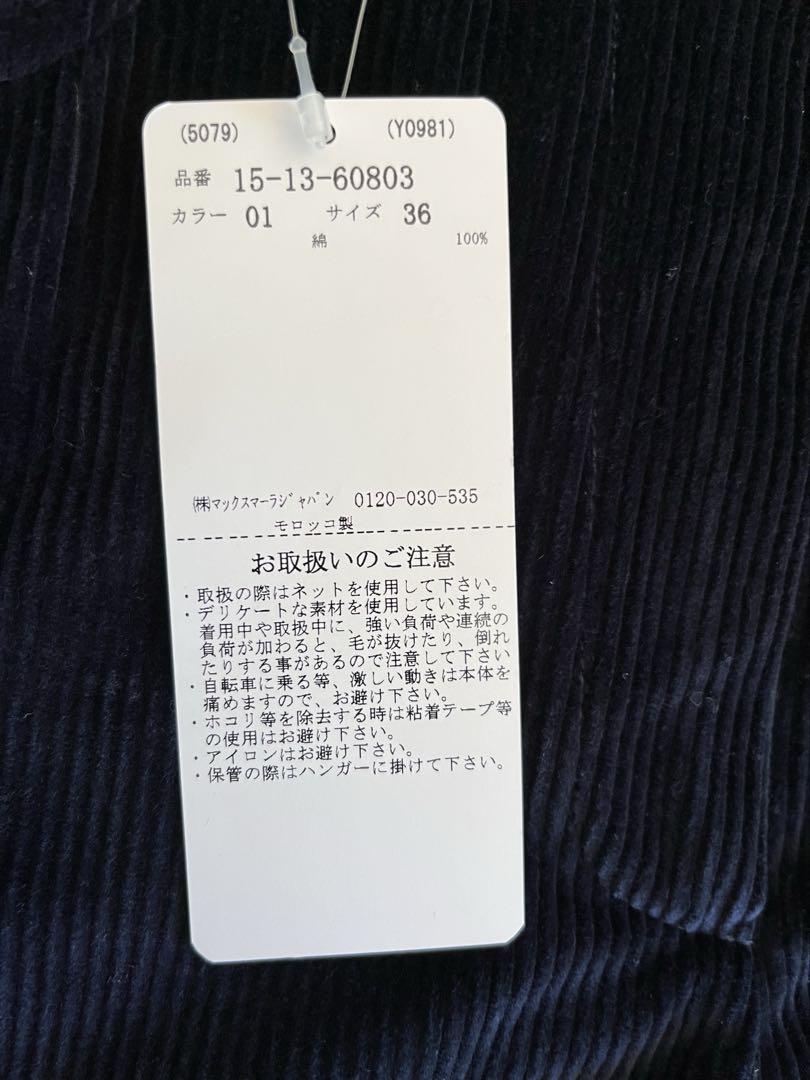 (5079) (Y0981)
品番 15-13-60803
カラー 01 サイズ 36
綿 100%
㈱マックスマーラジャパン 0120-030-535
モロッコ製
お取扱いのご注意
・取扱の際はネットを使用して下さい。
・デリケートな素材を使用しています。
着用中や取扱中に、強い負荷や連続の
負荷が加わると、毛が抜けたり、倒れ
たりする事があるので注意して下さい
・自転車に乗る等、激しい動きは本体を
痛めますので、お避け下さい。
・ホコリ等を除去する時は粘着テープ等
の使用はお避け下さい。
・アイロンはお避け下さい。
・保管の際はハンガーに掛けて下さい。